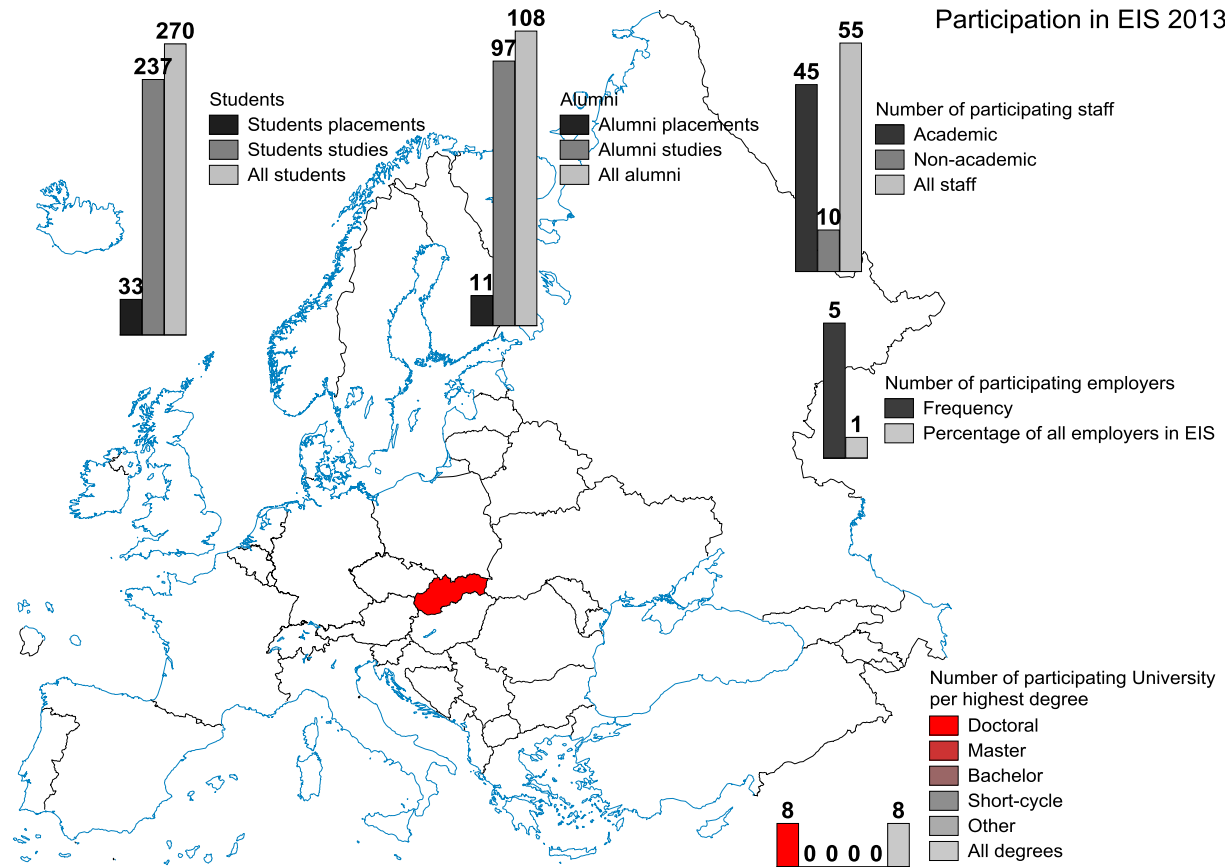 Participation in EIS 2013
270
237
33
Students
Students placements
Students studies
All students
108
97
11
Alumni
Alumni placements
Alumni studies
All alumni
55
45
10
Number of participating staff
Academic
Non-academic
All staff
5
1
Number of participating employers
Frequency
Percentage of all employers in EIS
Number of participating University
per highest degree
Doctoral
Master
Bachelor
Short-cycle
Other
All degrees
8 0 0 0 0 8